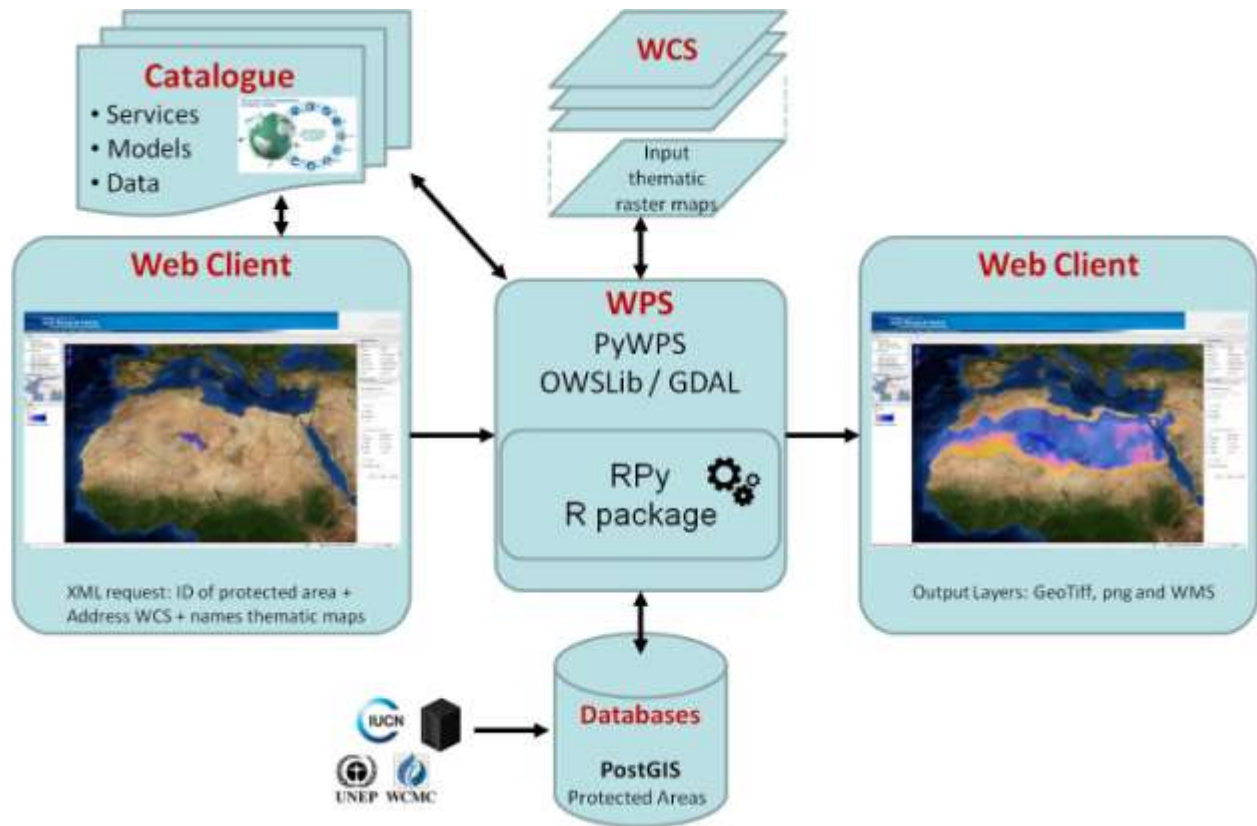 Catalogue
• Services
• Models
• Data
WCS
Input
thematic
raster maps
Web Client
XML request: ID of protected area +
Address WCS + names thematic maps
WPS
PyWPS
OWSLib / GDAL
RPy
R package
Web Client
Output Layers: GeoTiff, png and WMS
IUCN
UNEP WCMC
Databases
PostGIS
Protected Areas